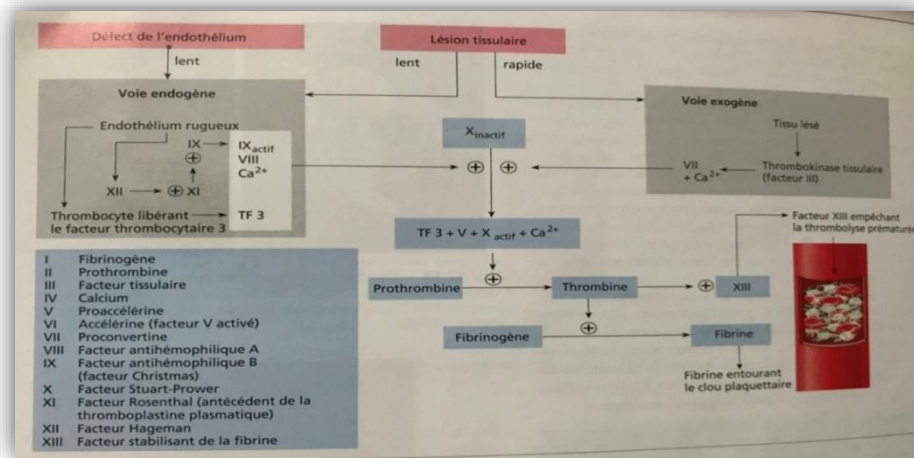 Défect de l'endothélium
lent
Lésion tissulaire
lent
rapide
Voie endogène
Endothélium rugueux
IX
XII
XI
Thrombocyte libérant
le facteur thrombocytaire 3
IX actif
VIII
Ca²⁺
TF 3
X inactif
Voie exogène
Tissu lésé
Thrombokinase tissulaire
(facteur III)
VII
+ Ca²⁺
TF 3 + V + X actif + Ca²⁺
Prothrombine
Thrombine
XIII
Facteur XIII empêchant
la thrombolyse prématurée
Fibrinogène
Fibrine
Fibrine entourant
le clou plaquettaire
I Fibrinogène
II Prothrombine
III Facteur tissulaire
IV Calcium
V Proaccélérine
VI Accélérine (facteur V activé)
VII Proconvertine
VIII Facteur antihémophilique A
IX Facteur antihémophilique B
(facteur Christmas)
X Facteur Stuart-Prower
XI Facteur Rosenthal (antécédent de la
thromboplastine plasmatique)
XII Facteur Hageman
XIII Facteur stabilisant de la fibrine